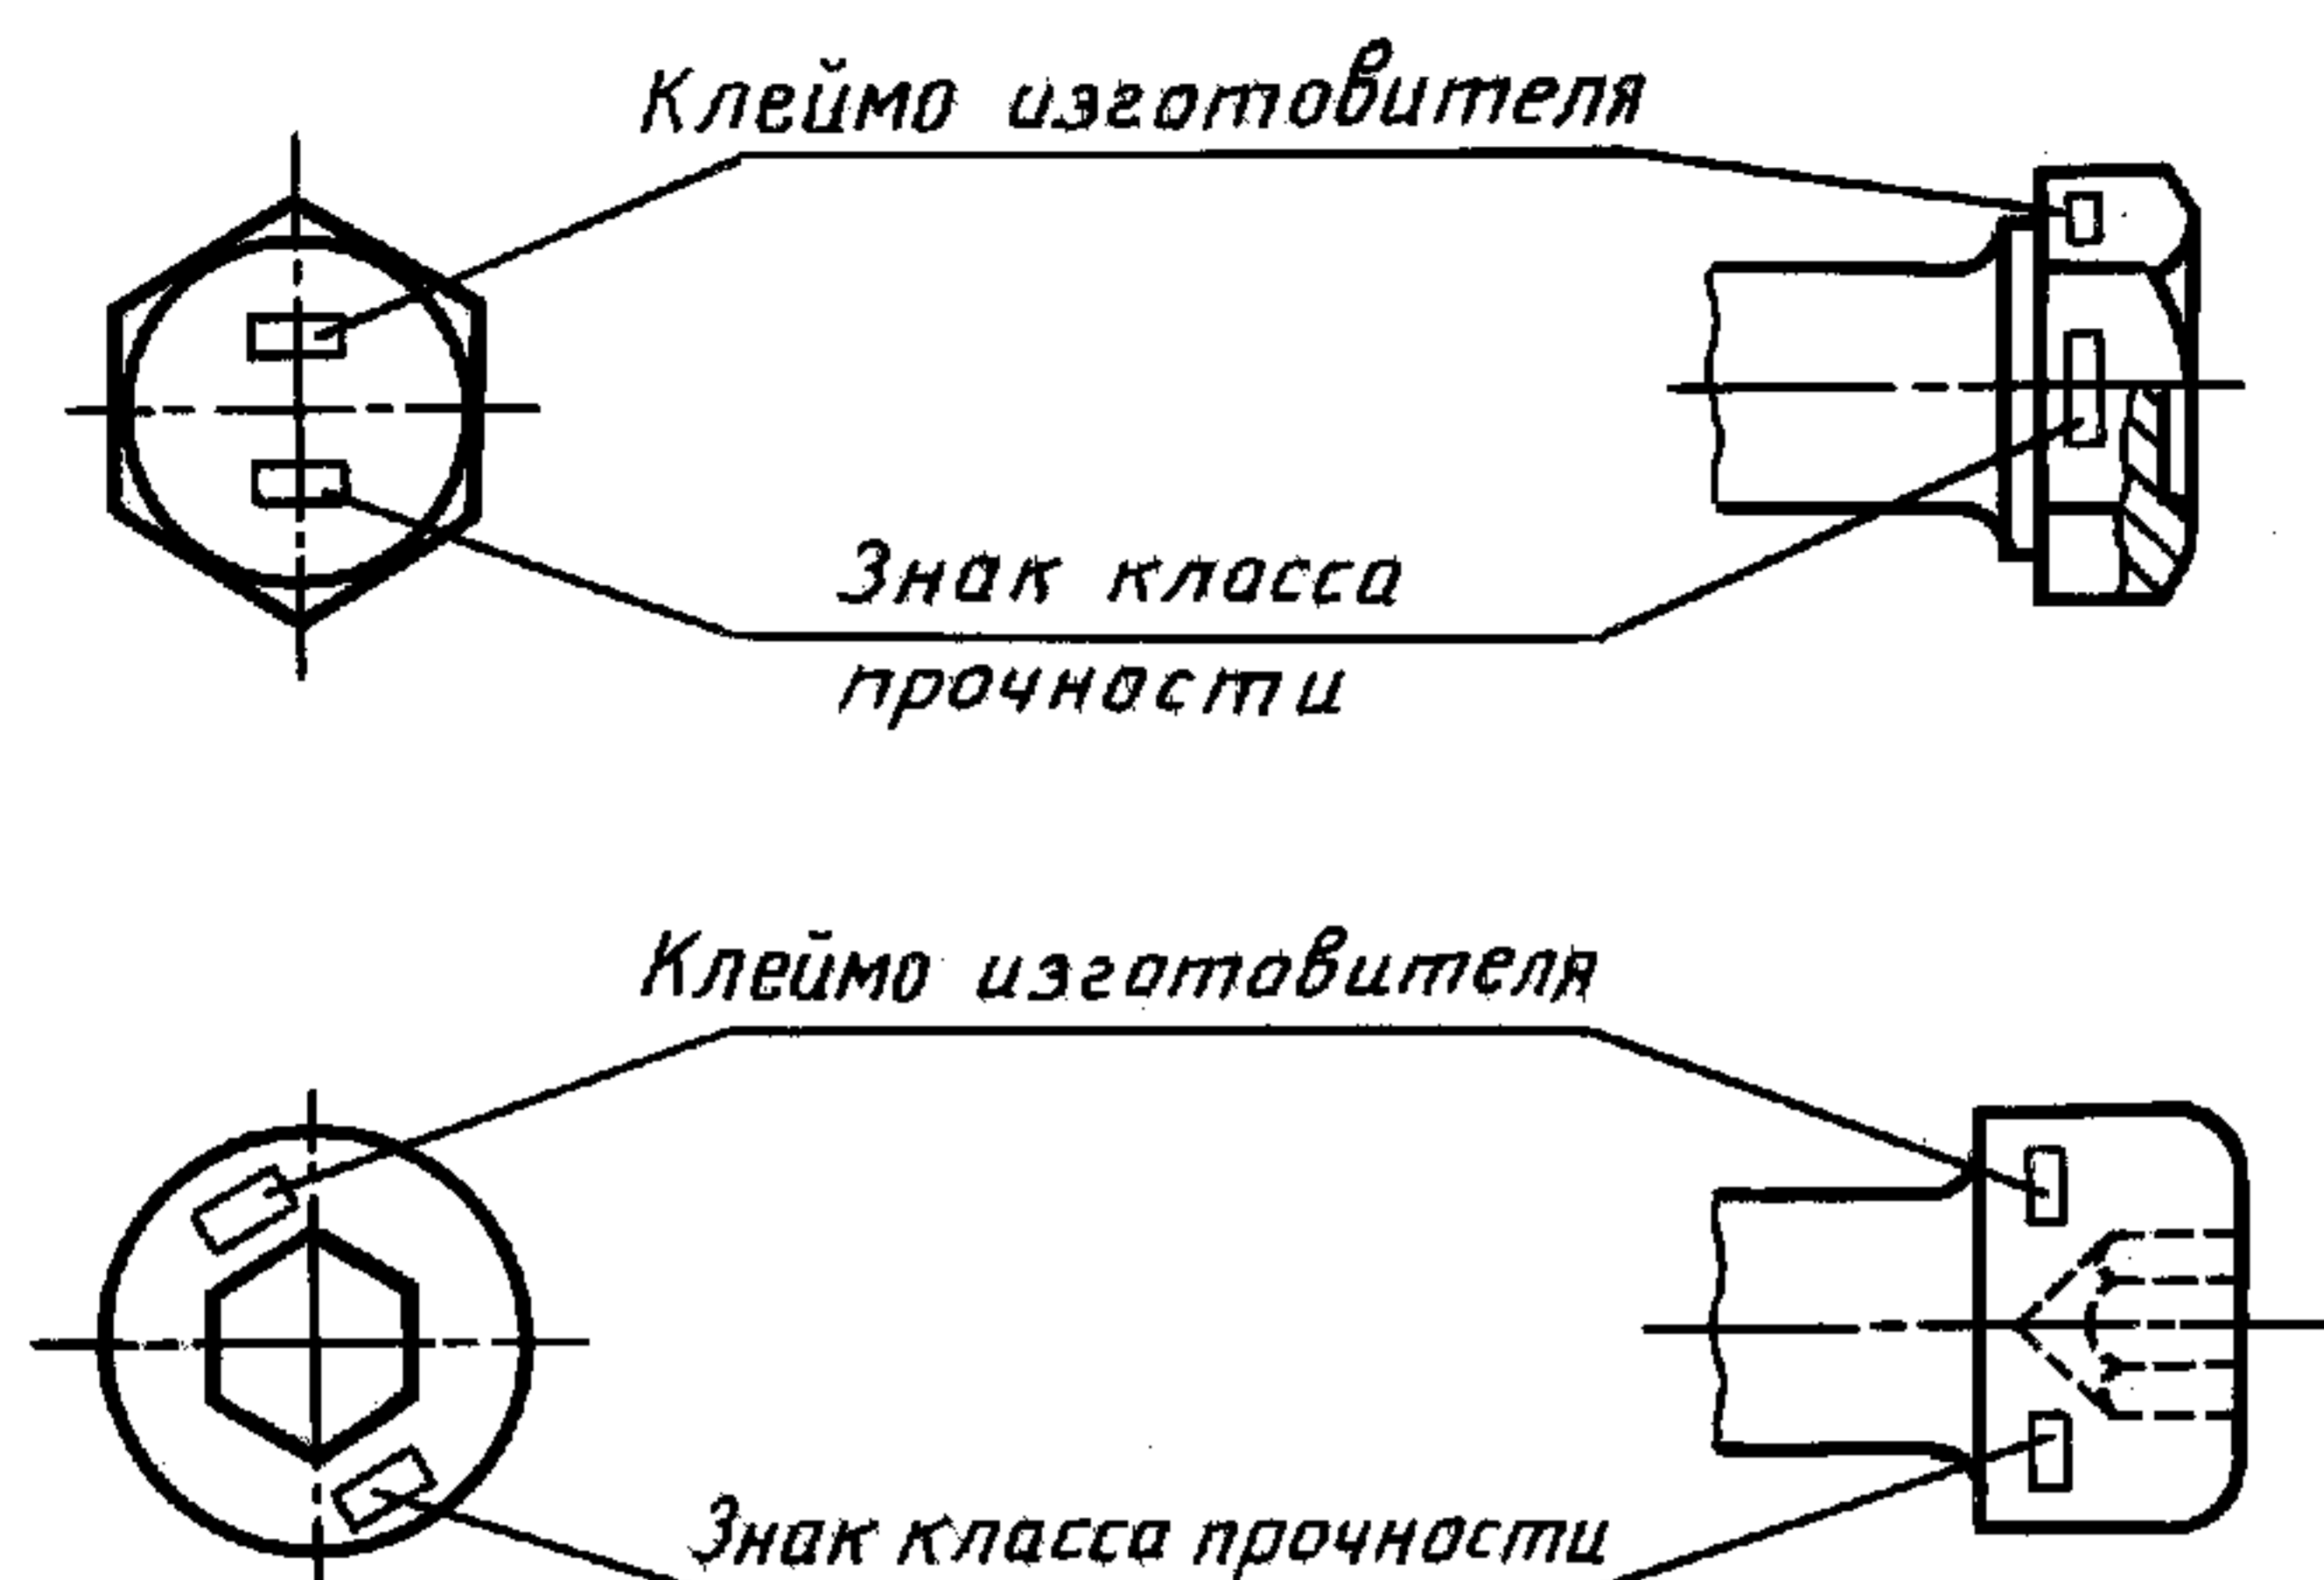 Клеймо изготовителя
Знак класса
прочности
Клеймо изготовителя
Знак класса прочности